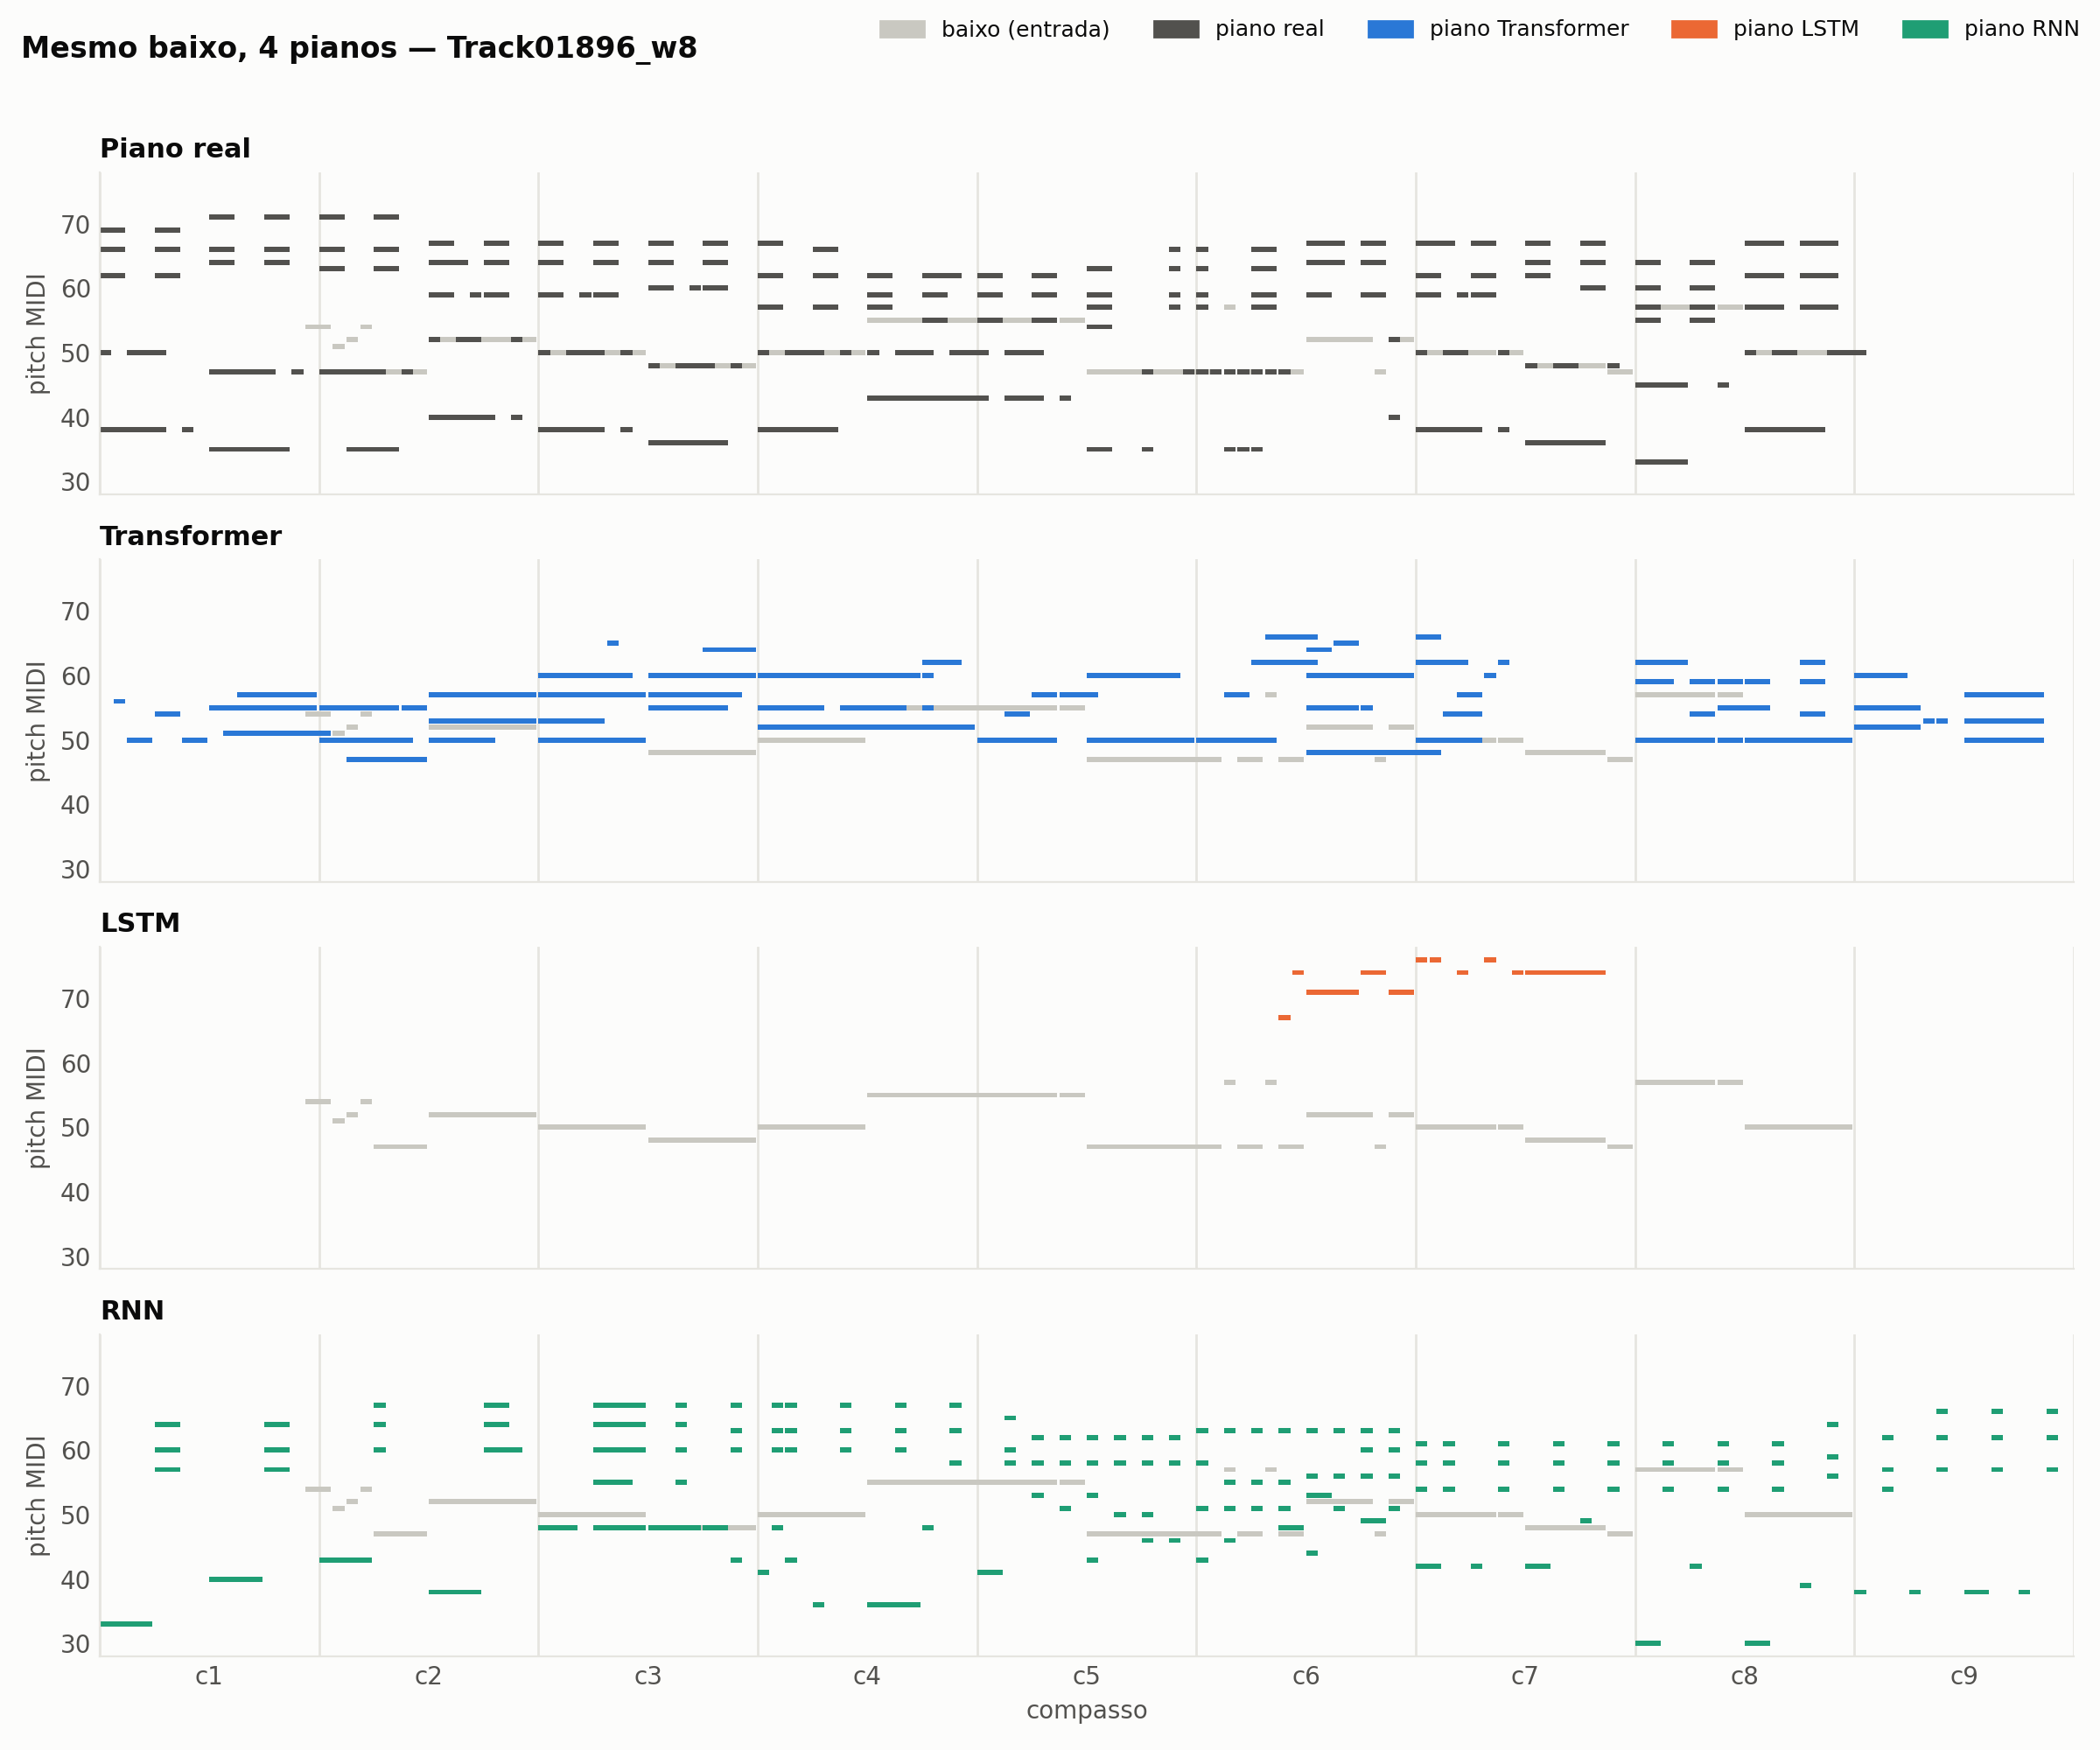 Mesmo baixo, 4 pianos — Track01896_w8
baixo (entrada) piano real piano Transformer piano LSTM piano RNN
Piano real
70
60
50
40
30
pitch MIDI
Transformer
70
60
50
40
30
pitch MIDI
LSTM
70
60
50
40
30
pitch MIDI
RNN
70
60
50
40
30
pitch MIDI
c1 c2 c3 c4 c5 c6 c7 c8 c9
compasso